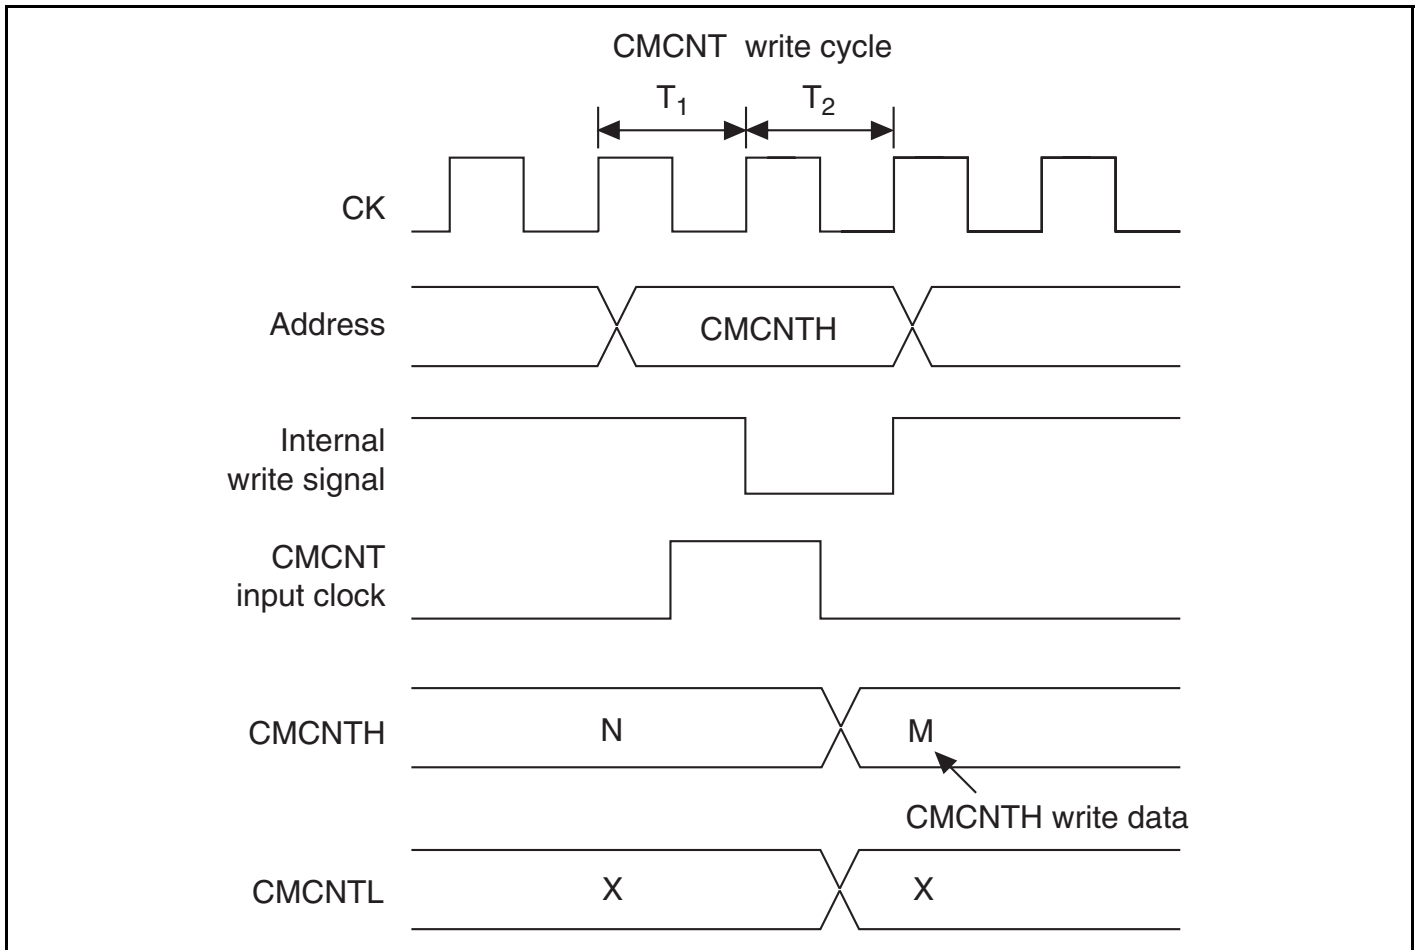 CMCNT write cycle
T1 T2
CK
Address CMCNTH
Internal
write signal
CMCNT
input clock
CMCNTH N M
CMCNTH write data
CMCNTL X X